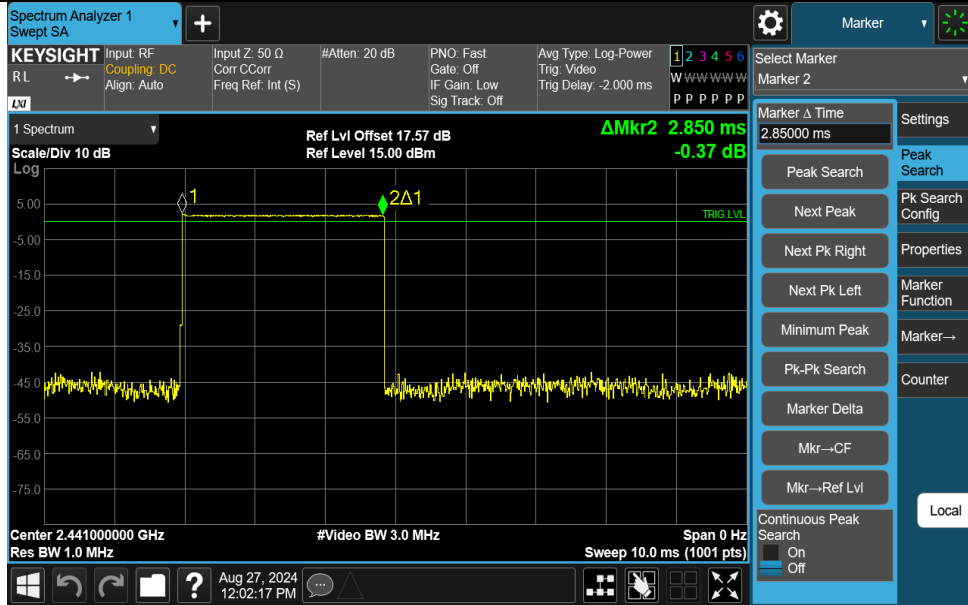 Spectrum Analyzer 1
Swept SA
Marker
KEYSIGHT
RL
LXI
Input: RF
Coupling: DC
Align: Auto
Input Z: 50 Ω
Corr CCorr
Freq Ref: Int (S)
#Atten: 20 dB
PNO: Fast
Gate: Off
IF Gain: Low
Sig Track: Off
Avg Type: Log-Power
Trig: Video
Trig Delay: -2.000 ms
1 2 3 4 5 6
W W W W W W
P P P P P P
Select Marker
Marker 2
1 Spectrum
Scale/Div 10 dB
Log
Ref Lvl Offset 17.57 dB
Ref Level 15.00 dBm
ΔMkr2 2.850 ms
-0.37 dB
1
2Δ1
TRIG LVL
5.00
-5.00
-15.0
-25.0
-35.0
-45.0
-55.0
-65.0
-75.0
Center 2.441000000 GHz
Res BW 1.0 MHz
#Video BW 3.0 MHz
Span 0 Hz
Sweep 10.0 ms (1001 pts)
Marker Δ Time
2.85000 ms
Peak Search
Next Peak
Next Pk Right
Next Pk Left
Minimum Peak
Pk-Pk Search
Marker Delta
Mkr→CF
Mkr→Ref Lvl
Continuous Peak
Search
On
Off
Settings
Peak
Search
Pk Search
Config
Properties
Marker
Function
Marker→
Counter
Local
?
Aug 27, 2024
12:02:17 PM